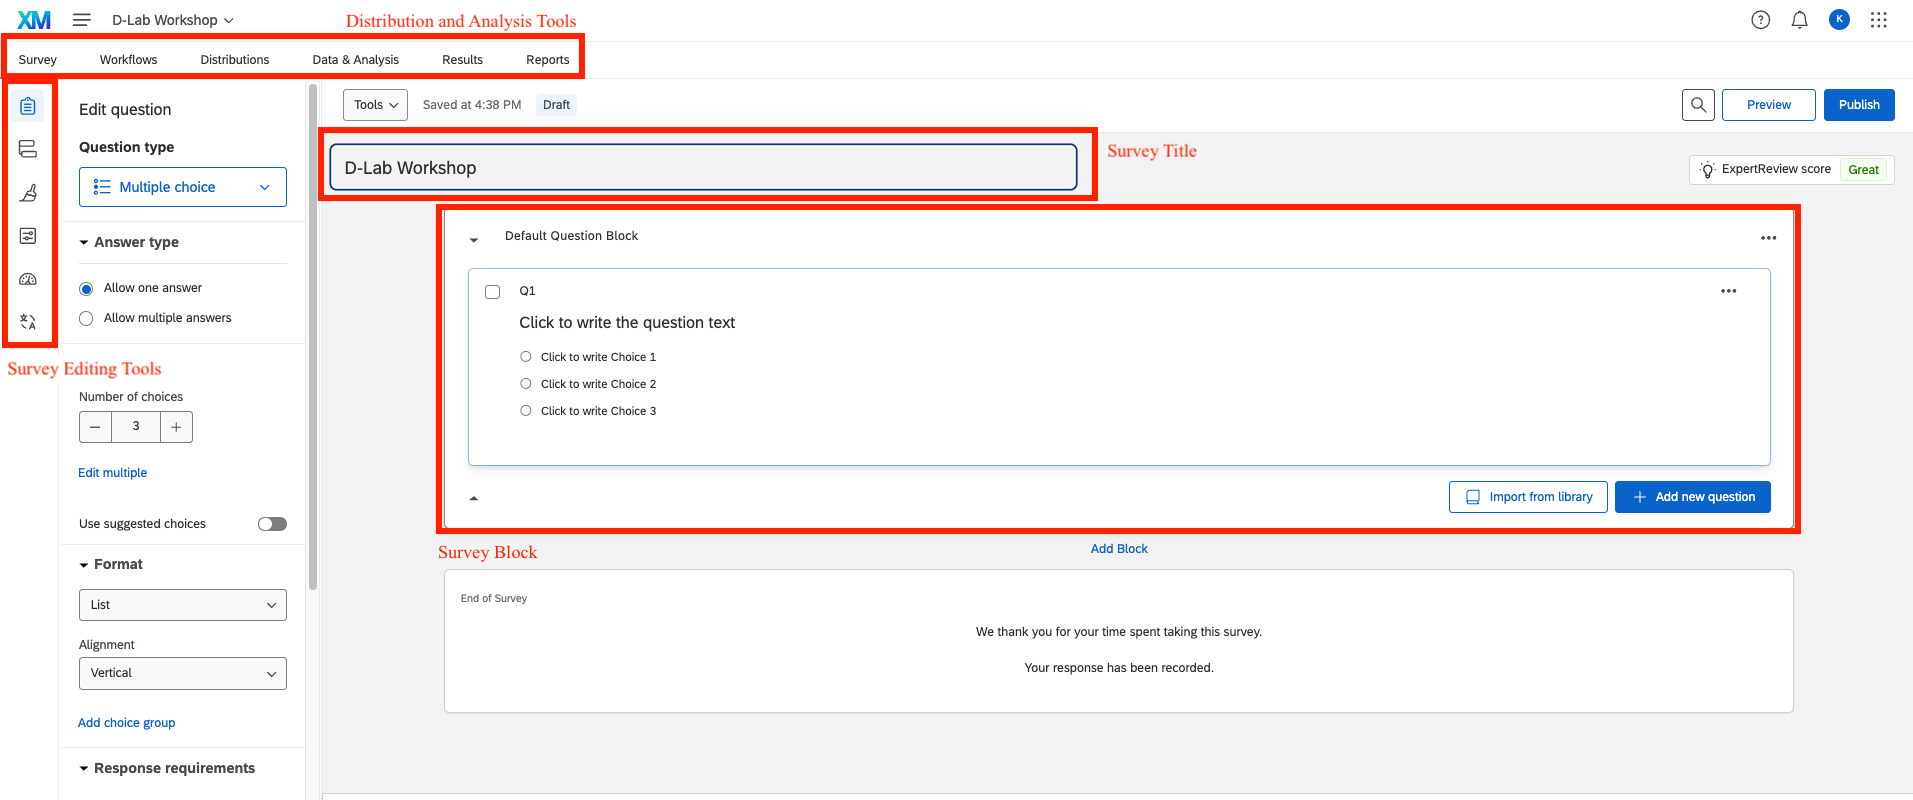 XM D-Lab Workshop Distribution and Analysis Tools ? K
Survey Workflows Distributions Data & Analysis Results Reports
Edit question
Question type
Multiple choice
Answer type
Allow one answer
Allow multiple answers
Survey Editing Tools
Number of choices
3
Edit multiple
Use suggested choices
Format
List
Alignment
Vertical
Add choice group
Response requirements
Tools Saved at 4:38 PM Draft
Preview Publish
D-Lab Workshop
Survey Title
ExpertReview score Great
Default Question Block
Q1
Click to write the question text
Click to write Choice 1
Click to write Choice 2
Click to write Choice 3
Import from library Add new question
Survey Block
Add Block
End of Survey
We thank you for your time spent taking this survey.
Your response has been recorded.